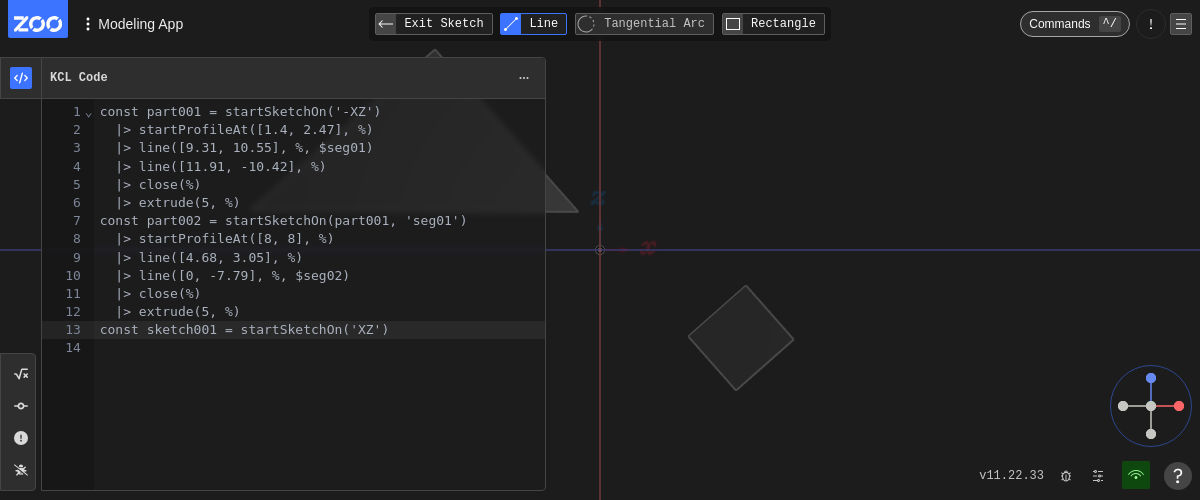 ZOO
Modeling App
Exit Sketch
Line
Tangential Arc
Rectangle
Commands ^/
!
KCL Code
...
1 const part001 = startSketchOn('-XZ')
2 |> startProfileAt([1.4, 2.47], %)
3 |> line([9.31, 10.55], %, $seg01)
4 |> line([11.91, -10.42], %)
5 |> close(%)
6 |> extrude(5, %)
7 const part002 = startSketchOn(part001, 'seg01')
8 |> startProfileAt([8, 8], %)
9 |> line([4.68, 3.05], %)
10 |> line([0, -7.79], %, $seg02)
11 |> close(%)
12 |> extrude(5, %)
13 const sketch001 = startSketchOn('XZ')
14
z
x
v11.22.33
?